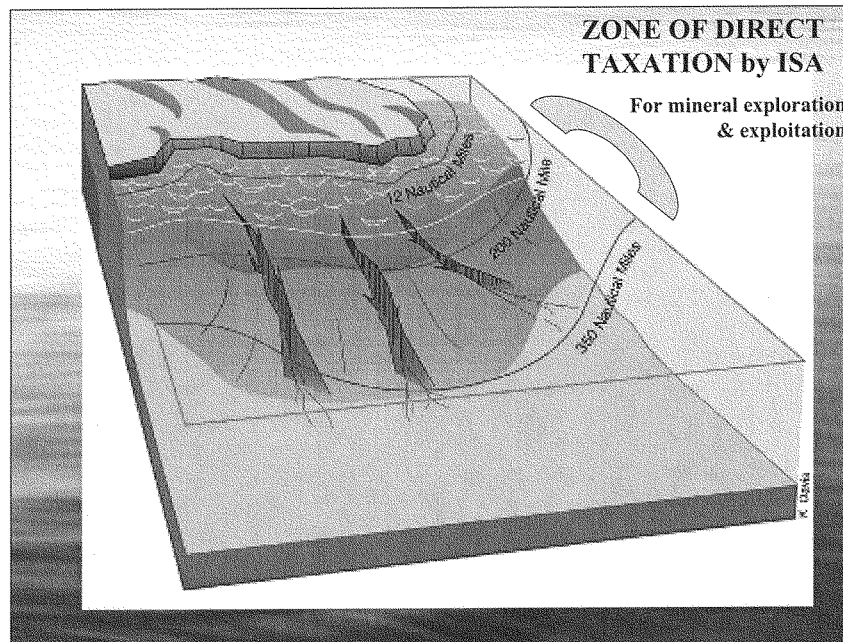 ZONE OF DIRECT
TAXATION by ISA
For mineral exploration
& exploitation
12 Nautical Miles
200 Nautical Mile
350 Nautical Miles
K Davis